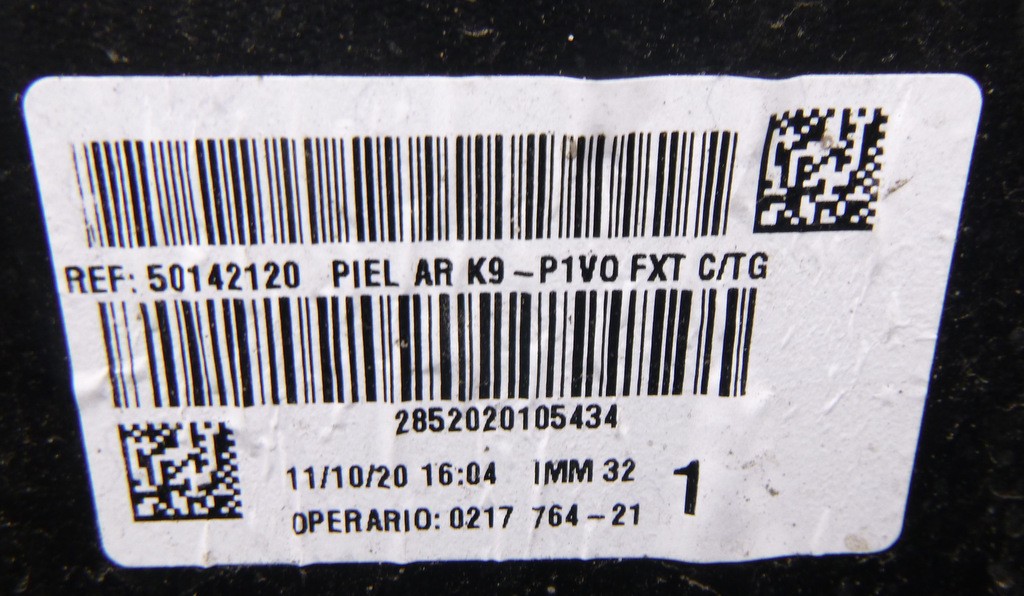 REF: 50142120 PIEL AR K9-P1VO FXT C/TG
2852020105434
11/10/20 16:04 IMM 32
1
OPERARIO: 0217 764-21